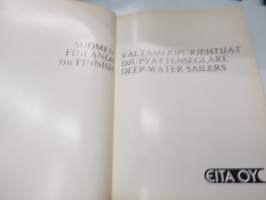 SUOMEN VALTAMERIPURJEHTIJAT
FINLANDS DJUPVATTENSEGLARE
THE FINNISH DEEP-WATER SAILERS
EITA OY